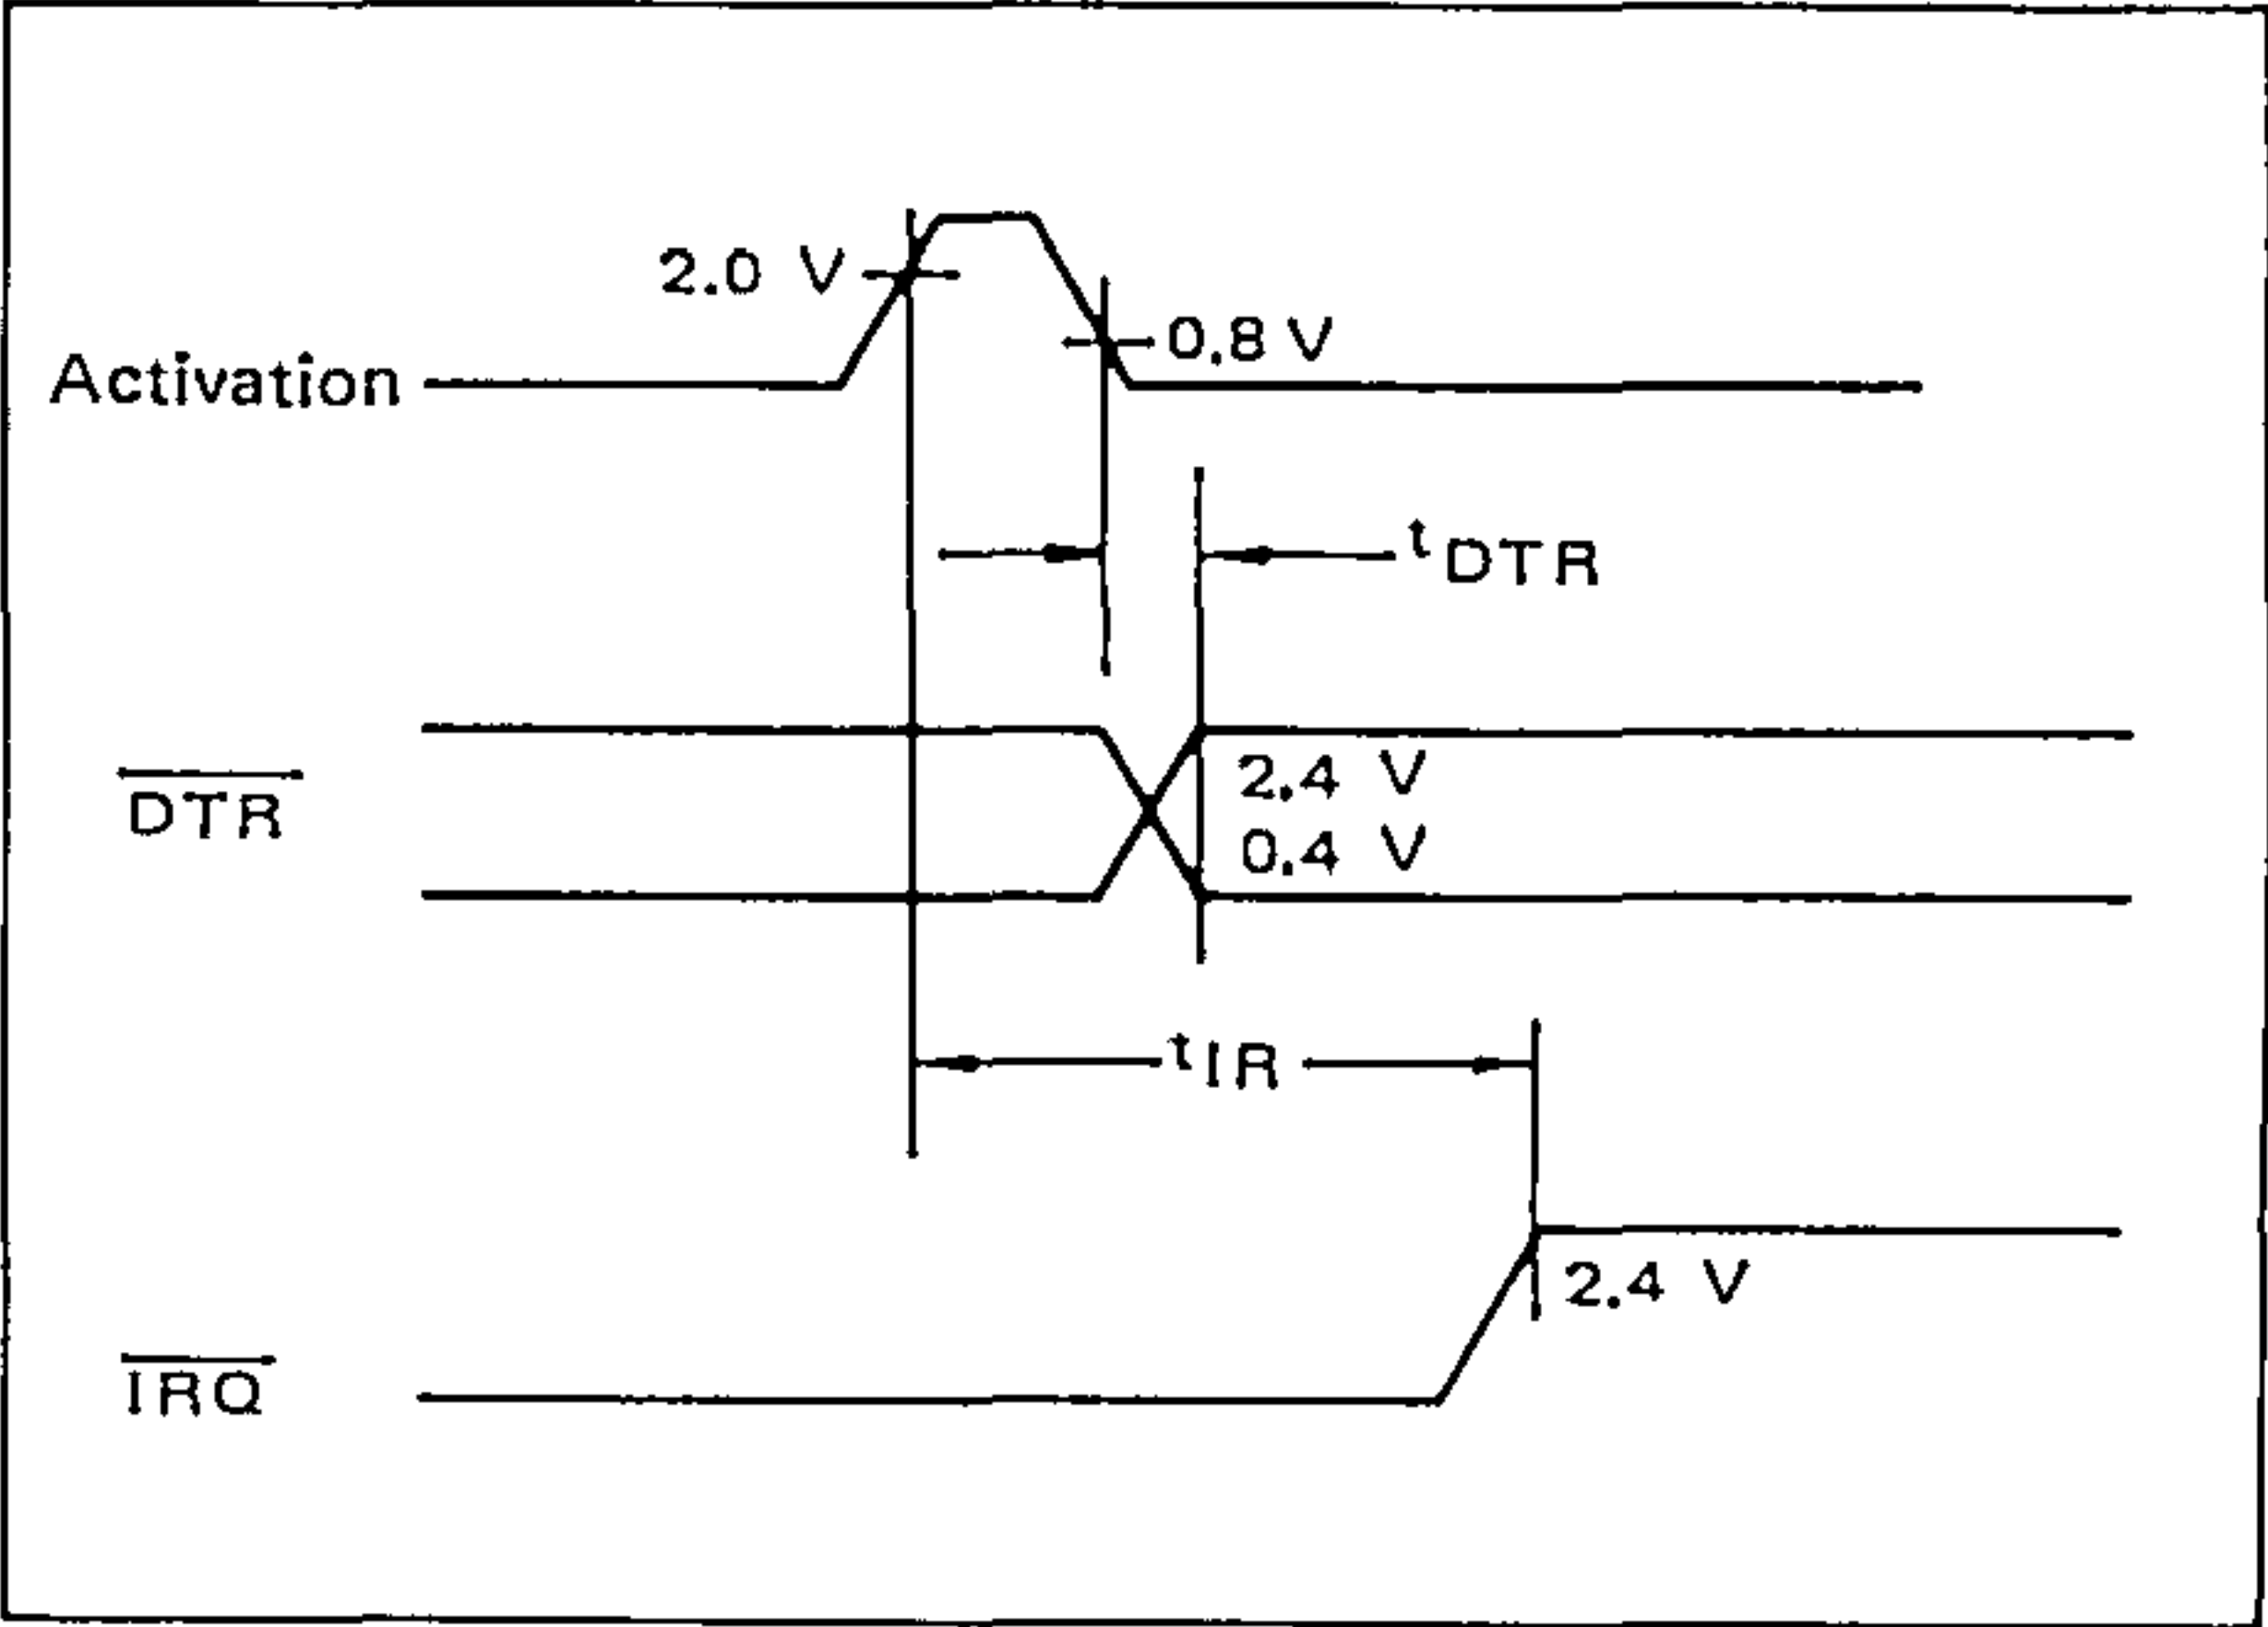 2.0 V
0.8 V
Activation
tDTR
2.4 V
DTR
0.4 V
tIR
2.4 V
IRQ